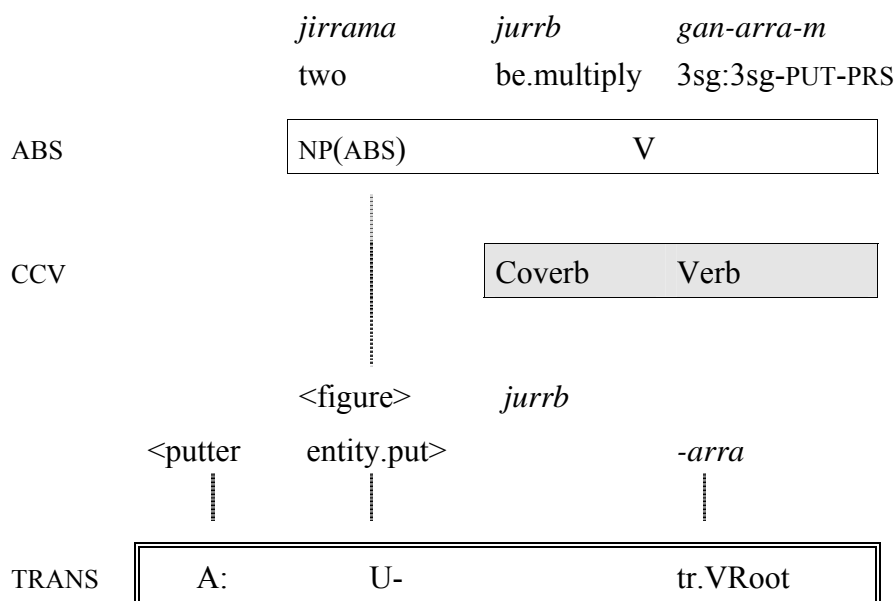 jirrama jurrb gan-arra-m
two be.multiply 3sg:3sg-PUT-PRS
ABS NP(ABS) V
CCV Coverb Verb
<figure> jurrb
<putter entity.put> -arra
TRANS A: U- tr.VRoot